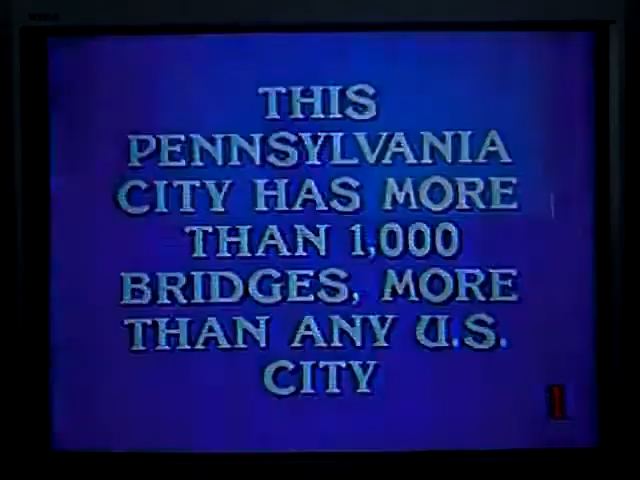 THIS
PENNSYLVANIA
CITY HAS MORE
THAN 1,000
BRIDGES, MORE
THAN ANY U.S.
CITY
1